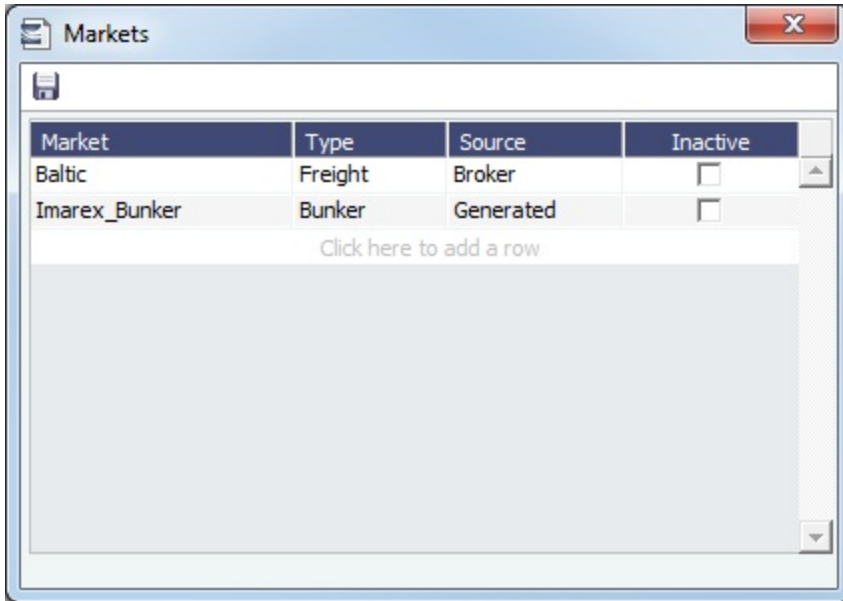 Markets
Market Type Source Inactive
Baltic Freight Broker
Imarex_Bunker Bunker Generated
Click here to add a row